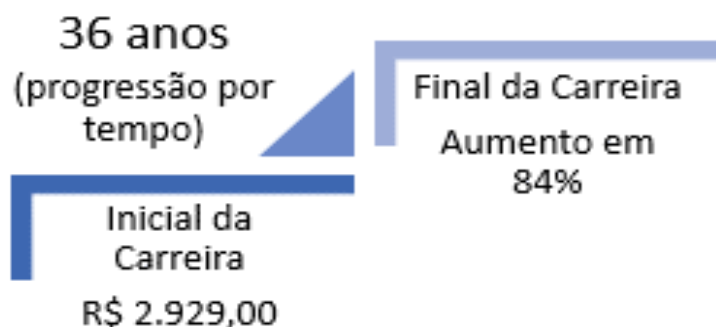 36 anos
(progressão por
tempo)
Inicial da
Carreira
R$ 2.929,00
Final da Carreira
Aumento em
84%